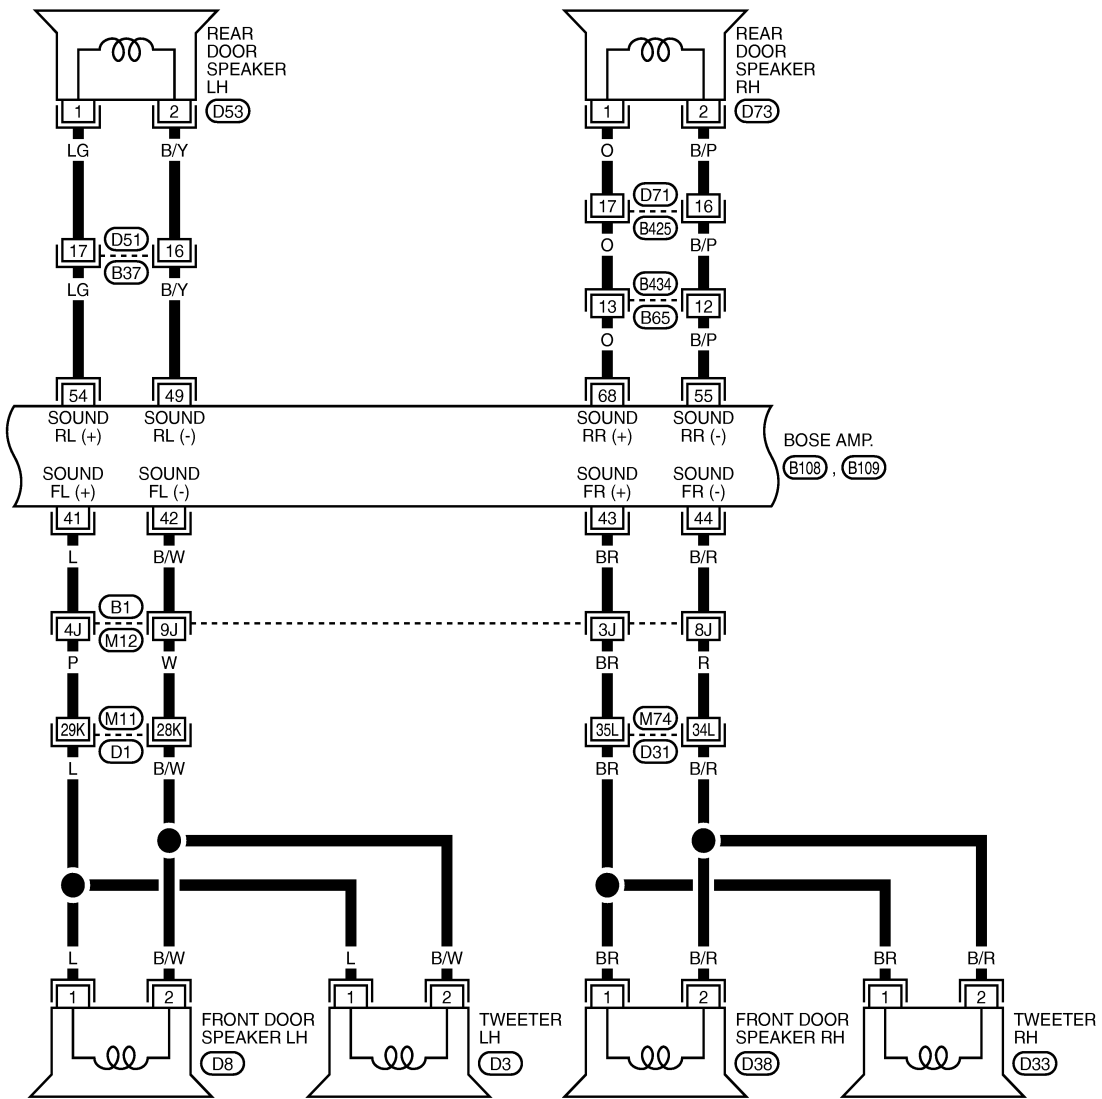 REAR
DOOR
SPEAKER
LH
D53
REAR
DOOR
SPEAKER
RH
D73
1
2
1
2
LG
B/Y
O
B/P
17
D71
16
B425
O
B/P
17
D51
16
B37
LG
B/Y
13
B434
12
B65
O
B/P
54
49
68
55
SOUND
RL (+)
SOUND
RL (-)
SOUND
RR (+)
SOUND
RR (-)
BOSE AMP.
B108 , B109
SOUND
FL (+)
SOUND
FL (-)
SOUND
FR (+)
SOUND
FR (-)
41
42
43
44
L
B/W
BR
B/R
4J
B1
M12
9J
3J
8J
P
W
BR
R
29K
M11
D1
28K
35L
M74
D31
34L
L
B/W
BR
B/R
L
B/W
L
B/W
BR
B/R
BR
B/R
1
2
1
2
1
2
1
2
FRONT DOOR
SPEAKER LH
D8
TWEETER
LH
D3
FRONT DOOR
SPEAKER RH
D38
TWEETER
RH
D33